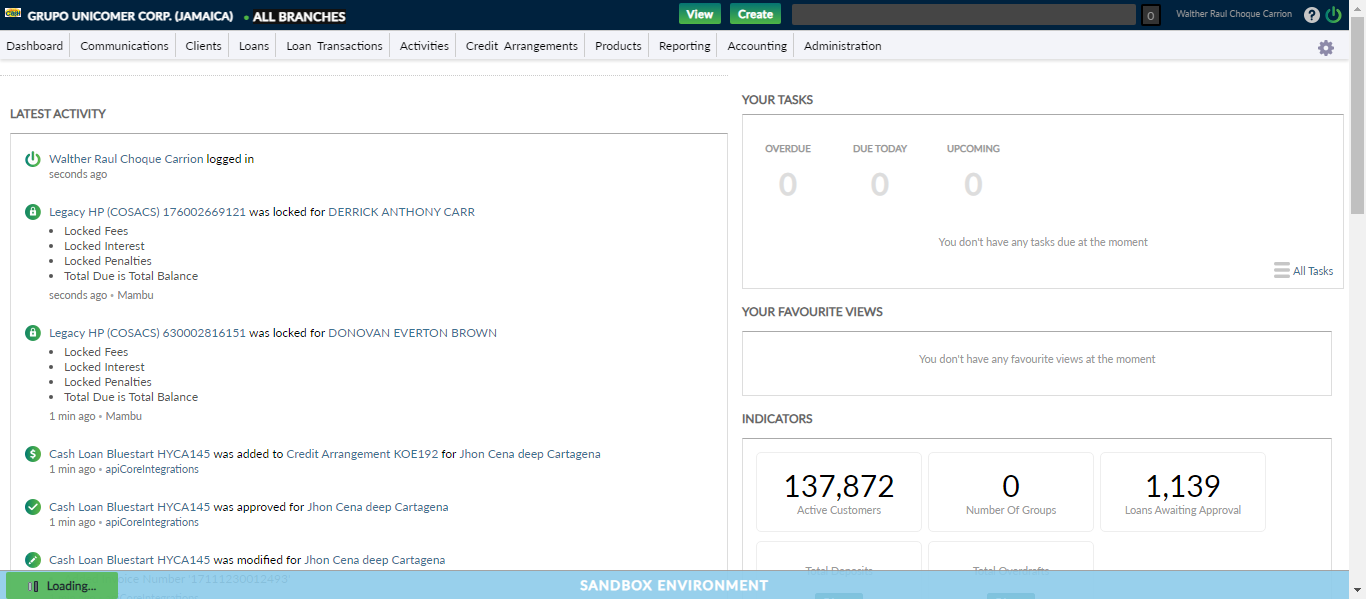 GRUPO UNICOMER CORP. (JAMAICA) • ALL BRANCHES
View
Create
0
Walther Raul Choque Carrion
?
Dashboard
Communications
Clients
Loans
Loan Transactions
Activities
Credit Arrangements
Products
Reporting
Accounting
Administration
LATEST ACTIVITY
Walther Raul Choque Carrion logged in
seconds ago
Legacy HP (COSACS) 176002669121 was locked for DERRICK ANTHONY CARR
• Locked Fees
• Locked Interest
• Locked Penalties
• Total Due is Total Balance
seconds ago • Mambu
Legacy HP (COSACS) 630002816151 was locked for DONOVAN EVERTON BROWN
• Locked Fees
• Locked Interest
• Locked Penalties
• Total Due is Total Balance
1 min ago • Mambu
$
Cash Loan Bluestart HYCA145 was added to Credit Arrangement KOE192 for Jhon Cena deep Cartagena
1 min ago • apiCoreIntegrations
Cash Loan Bluestart HYCA145 was approved for Jhon Cena deep Cartagena
1 min ago • apiCoreIntegrations
Cash Loan Bluestart HYCA145 was modified for Jhon Cena deep Cartagena
Number '17111230012493'
YOUR TASKS
OVERDUE
DUE TODAY
UPCOMING
0
0
0
You don't have any tasks due at the moment
All Tasks
YOUR FAVOURITE VIEWS
You don't have any favourite views at the moment
INDICATORS
137,872
Active Customers
0
Number Of Groups
1,139
Loans Awaiting Approval
Total Deposits
Total Overdrafts
Loading...
SANDBOX ENVIRONMENT